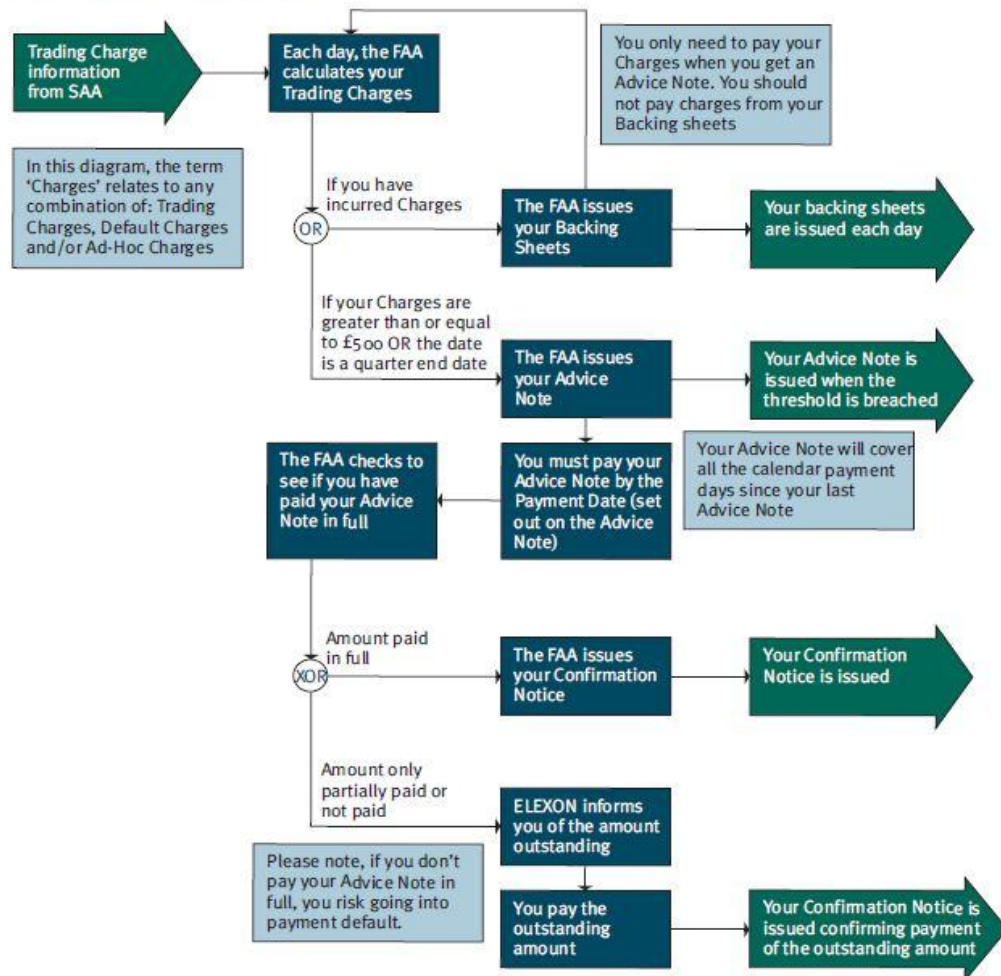 Trading Charge
information
from SAA
Each day, the FAA
calculates your
Trading Charges
You only need to pay your
Charges when you get an
Advice Note. You should
not pay charges from your
Backing sheets
In this diagram, the term
‘Charges’ relates to any
combination of: Trading
Charges, Default Charges
and/or Ad-Hoc Charges
If you have
incurred Charges
OR
The FAA issues
your Backing
Sheets
Your backing sheets
are issued each day
If your Charges are
greater than or equal
to £500 OR the date
is a quarter end date
The FAA issues
your Advice
Note
Your Advice Note is
issued when the
threshold is breached
The FAA checks to
see if you have
paid your Advice
Note in full
You must pay your
Advice Note by the
Payment Date (set
out on the Advice
Note)
Your Advice Note will cover
all the calendar payment
days since your last
Advice Note
Amount paid
in full
XOR
The FAA issues
your Confirmation
Notice
Your Confirmation
Notice is issued
Amount only
partially paid or
not paid
ELEXON informs
you of the amount
outstanding
Please note, if you don’t
pay your Advice Note in
full, you risk going into
payment default.
You pay the
outstanding
amount
Your Confirmation Notice is
issued confirming payment
of the outstanding amount